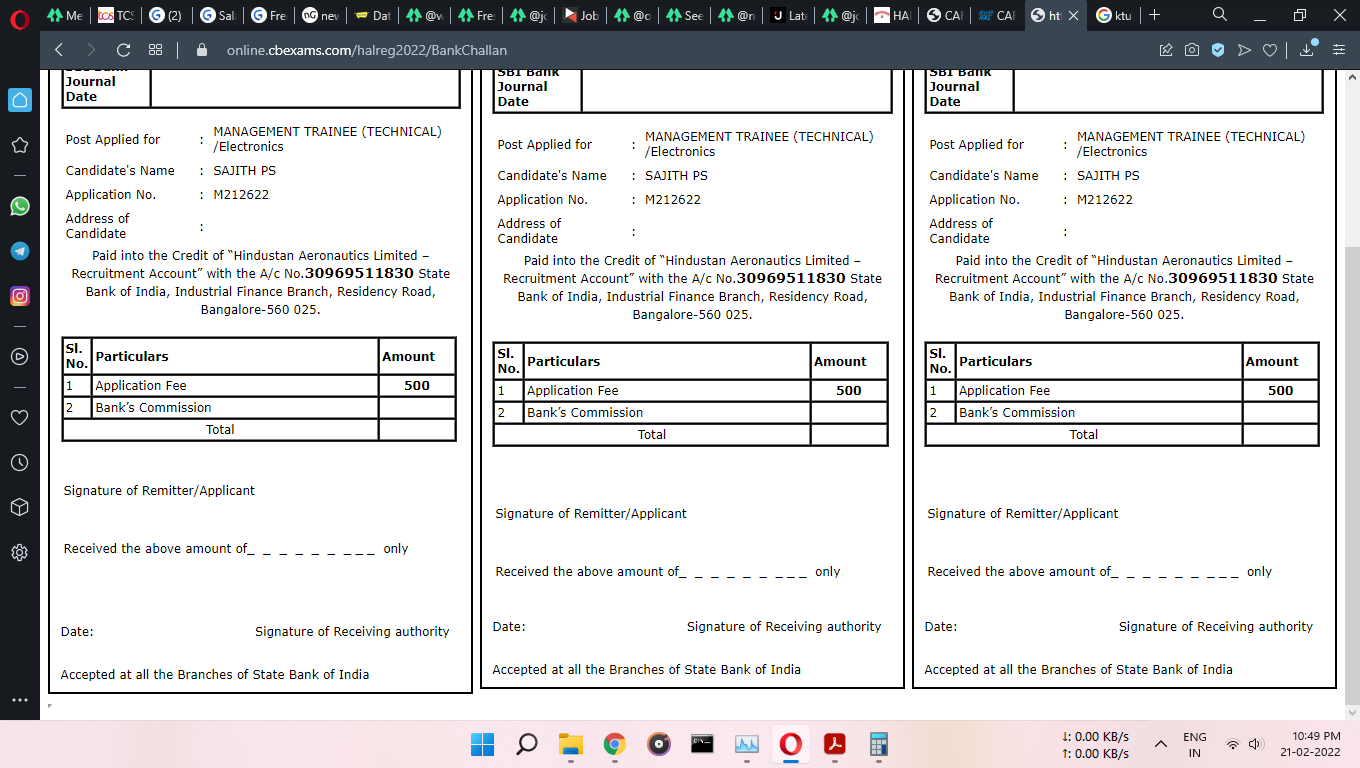 Me
TCS
(2)
Sal
Fre
nG
new
Dat
@w
Fre
@jo
Job
@o
See
@n
J
Late
@jo
HAI
CAI
CAI
ht
ktu
online.cbexams.com/halreg2022/BankChallan
SBI Bank
Journal
Date
Post Applied for : MANAGEMENT TRAINEE (TECHNICAL)
/Electronics
Candidate's Name : SAJITH PS
Application No. : M212622
Address of
Candidate :
Paid into the Credit of “Hindustan Aeronautics Limited –
Recruitment Account” with the A/c No.30969511830 State
Bank of India, Industrial Finance Branch, Residency Road,
Bangalore-560 025.
Sl.
No. Particulars Amount
1 Application Fee 500
2 Bank’s Commission
Total
Signature of Remitter/Applicant
Received the above amount of_ _ _ _ _ _ _ _ _ only
Date: Signature of Receiving authority
Accepted at all the Branches of State Bank of India
SBI Bank
Journal
Date
Post Applied for : MANAGEMENT TRAINEE (TECHNICAL)
/Electronics
Candidate's Name : SAJITH PS
Application No. : M212622
Address of
Candidate :
Paid into the Credit of “Hindustan Aeronautics Limited –
Recruitment Account” with the A/c No.30969511830 State
Bank of India, Industrial Finance Branch, Residency Road,
Bangalore-560 025.
Sl.
No. Particulars Amount
1 Application Fee 500
2 Bank’s Commission
Total
Signature of Remitter/Applicant
Received the above amount of_ _ _ _ _ _ _ _ _ only
Date: Signature of Receiving authority
Accepted at all the Branches of State Bank of India
SBI Bank
Journal
Date
Post Applied for : MANAGEMENT TRAINEE (TECHNICAL)
/Electronics
Candidate's Name : SAJITH PS
Application No. : M212622
Address of
Candidate :
Paid into the Credit of “Hindustan Aeronautics Limited –
Recruitment Account” with the A/c No.30969511830 State
Bank of India, Industrial Finance Branch, Residency Road,
Bangalore-560 025.
Sl.
No. Particulars Amount
1 Application Fee 500
2 Bank’s Commission
Total
Signature of Remitter/Applicant
Received the above amount of_ _ _ _ _ _ _ _ _ only
Date: Signature of Receiving authority
Accepted at all the Branches of State Bank of India
↓: 0.00 KB/s
↑: 0.00 KB/s
ENG
IN
10:49 PM
21-02-2022